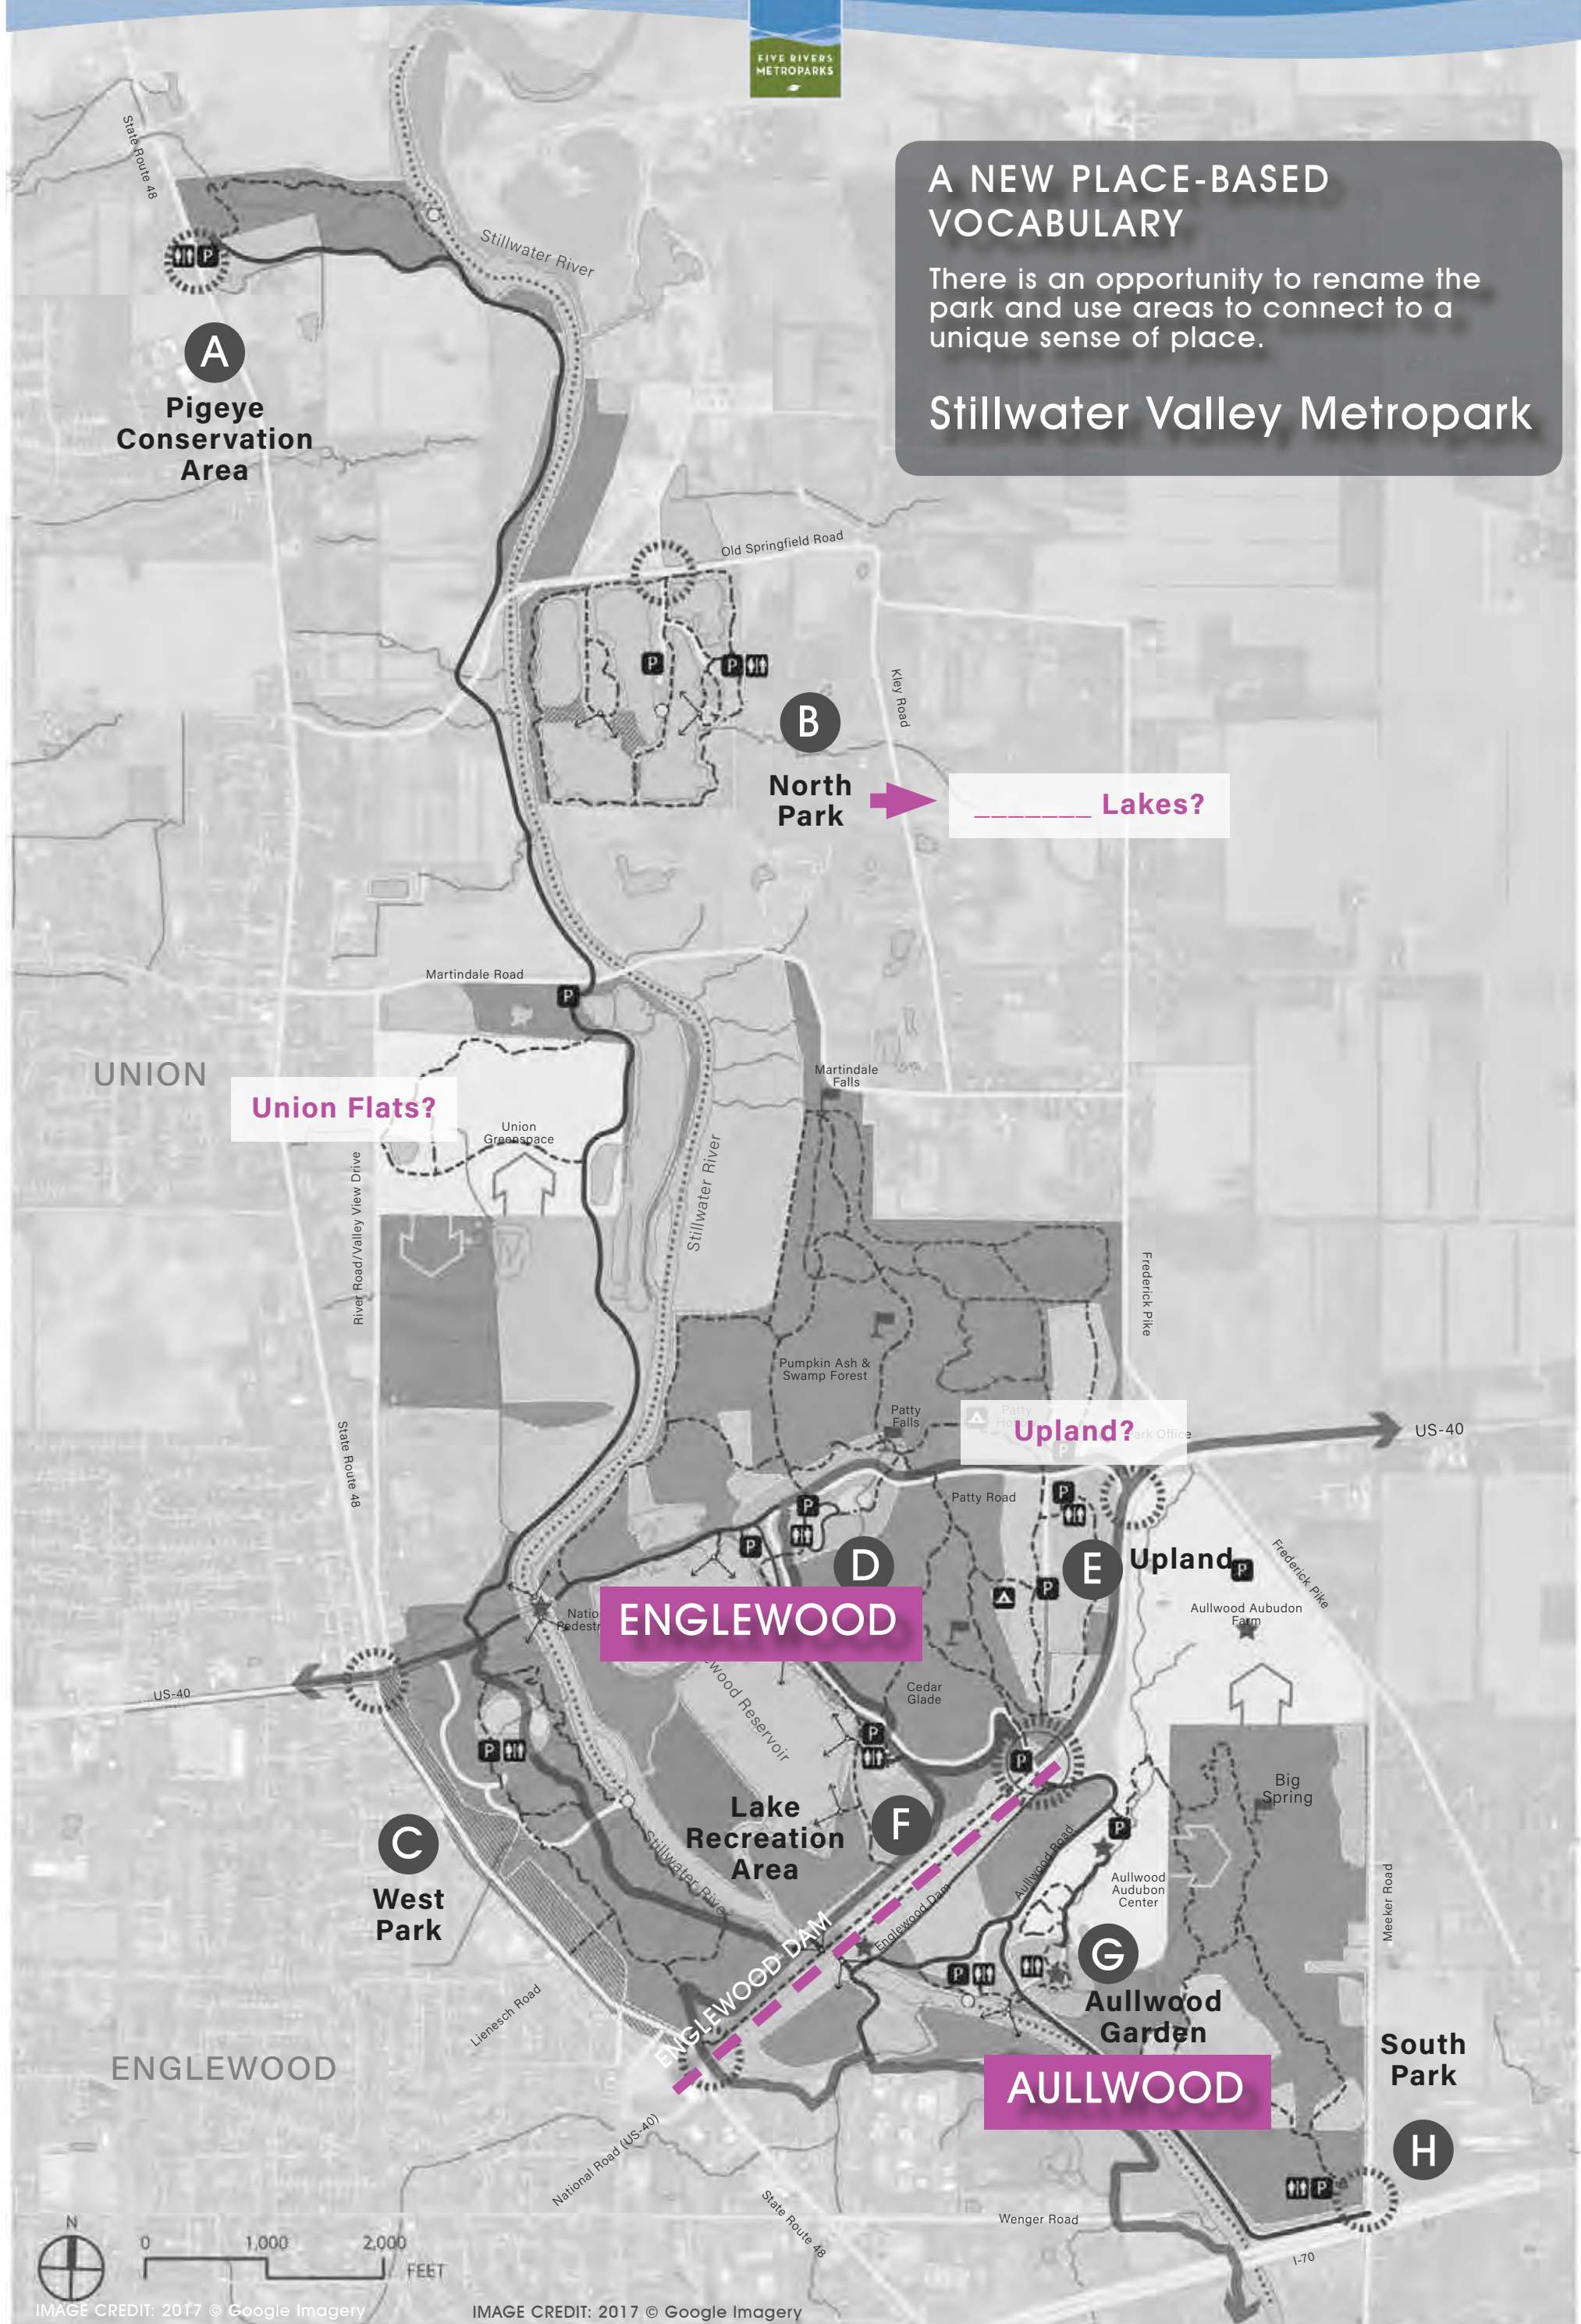 FIVE RIVERS
METROPARKS
A NEW PLACE-BASED
VOCABULARY
There is an opportunity to rename the
park and use areas to connect to a
unique sense of place.
Stillwater Valley Metropark
State Route 48
Stillwater River
P
A
Pigeye
Conservation
Area
Old Springfield Road
P
P
Kley Road
B
North
Park
_______ Lakes?
Martindale Road
P
UNION
Martindale
Falls
Union Flats?
Union
Greenspace
River Road/Valley View Drive
Stillwater River
Frederick Pike
Pumpkin Ash &
Swamp Forest
Patty
Falls
Patty
Upland?
Park Office
P
US-40
State Route 48
Patty Road
P
P
P
D
E
Upland
P
P
Frederick Pike
Aullwood Aubudon
Farm
ENGLEWOOD
US-40
Reservoir
Cedar
Glade
P
P
P
Big
Spring
C
West
Park
Lake
Recreation
Area
F
Stillwater River
P
Aullwood Road
Aullwood
Audubon
Center
Meeker Road
ENGLEWOOD DAM
Englewood Dam
P
G
Aullwood
Garden
Lienesch Road
South
Park
ENGLEWOOD
AULLWOOD
H
National Road (US-40)
P
State Route 48
Wenger Road
I-70
N
0 1,000 2,000
FEET
IMAGE CREDIT: 2017 © Google Imagery
IMAGE CREDIT: 2017 © Google Imagery